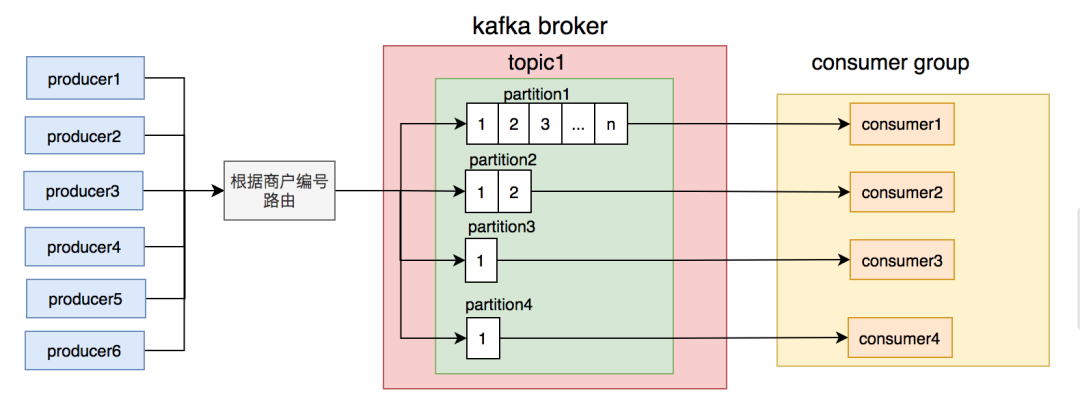 kafka broker
topic1
consumer group
producer1
producer2
producer3
producer4
producer5
producer6
根据商户编号
路由
partition1
1 2 3 ... n
partition2
1 2
partition3
1
partition4
1
consumer1
consumer2
consumer3
consumer4